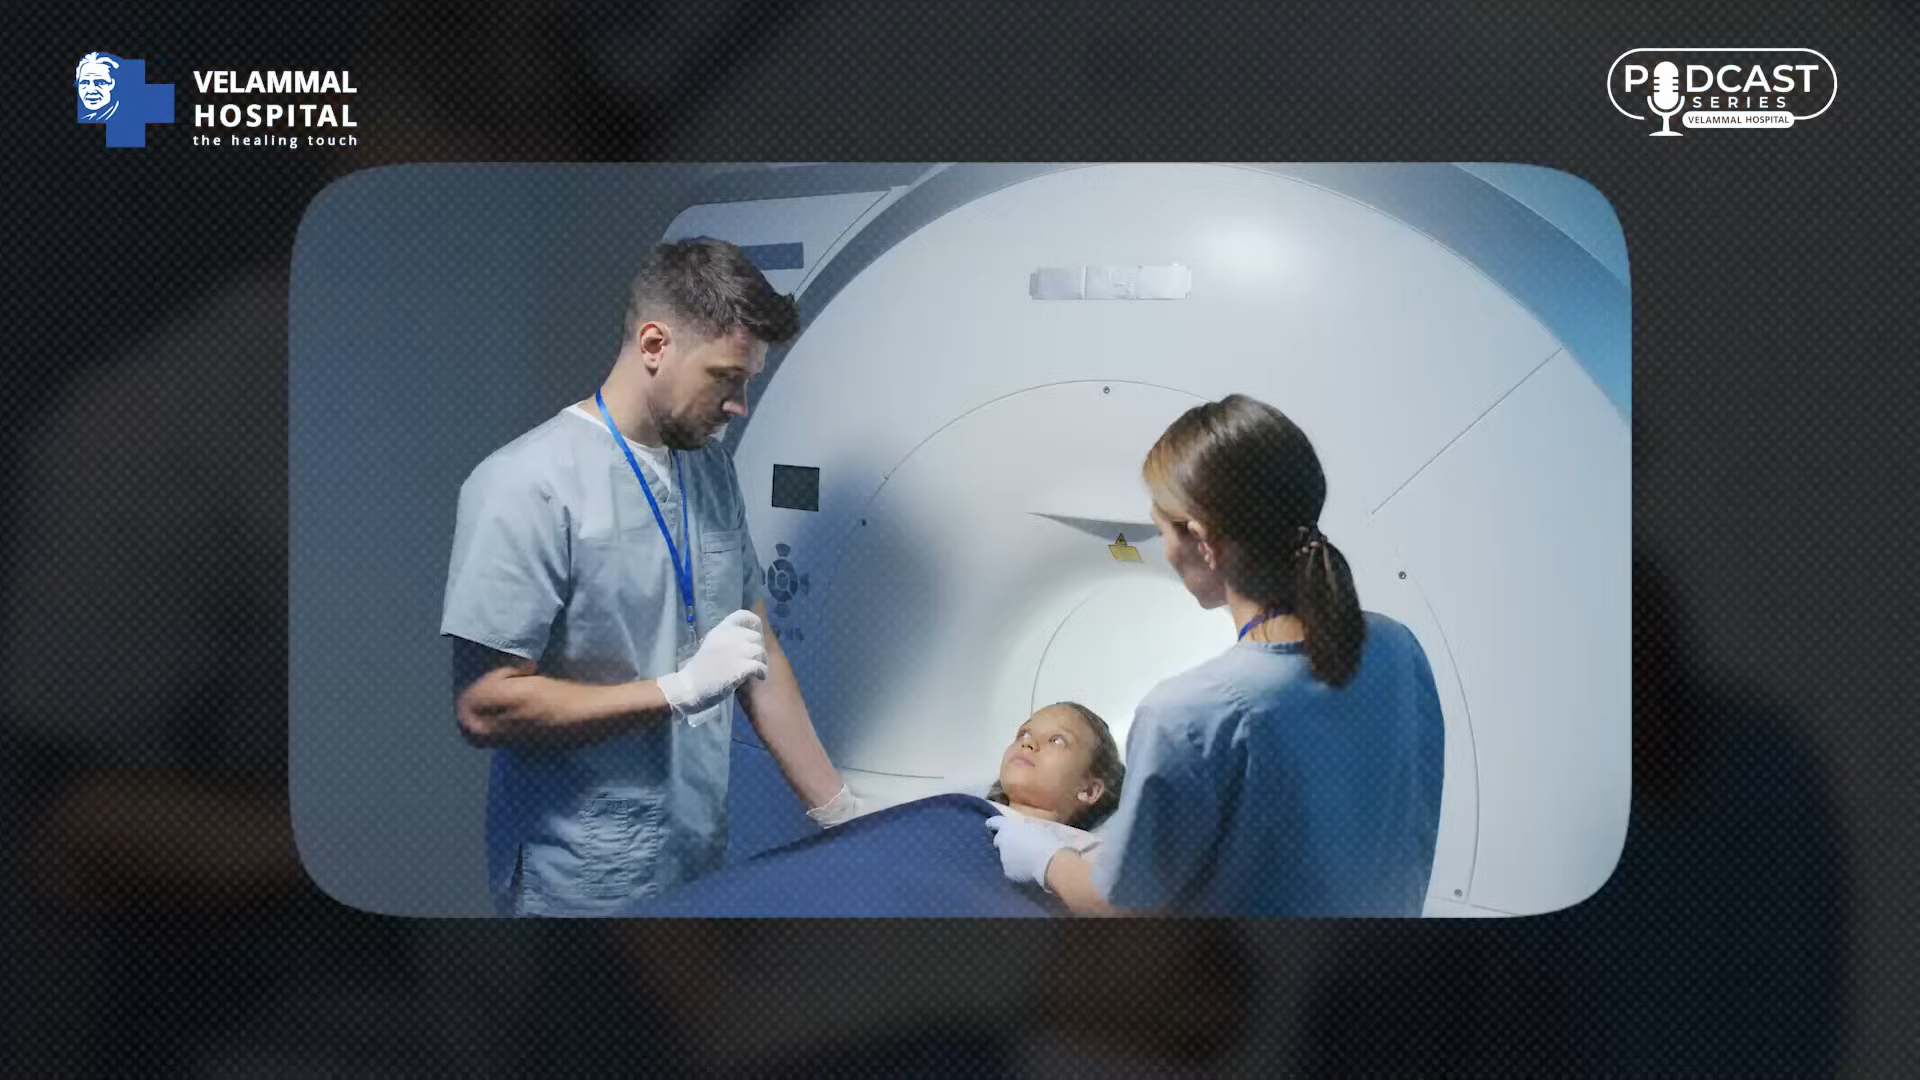 VELAMMAL
HOSPITAL
the healing touch
PODCAST
SERIES
VELAMMAL HOSPITAL